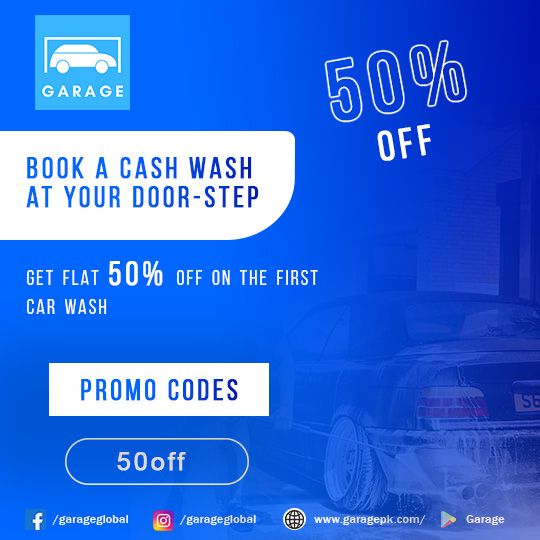 GARAGE
50%
OFF
BOOK A CASH WASH
AT YOUR DOOR-STEP
GET FLAT 50% OFF ON THE FIRST
CAR WASH
PROMO CODES
50off
/garageglobal /garageglobal www.garagepk.com/ Garage